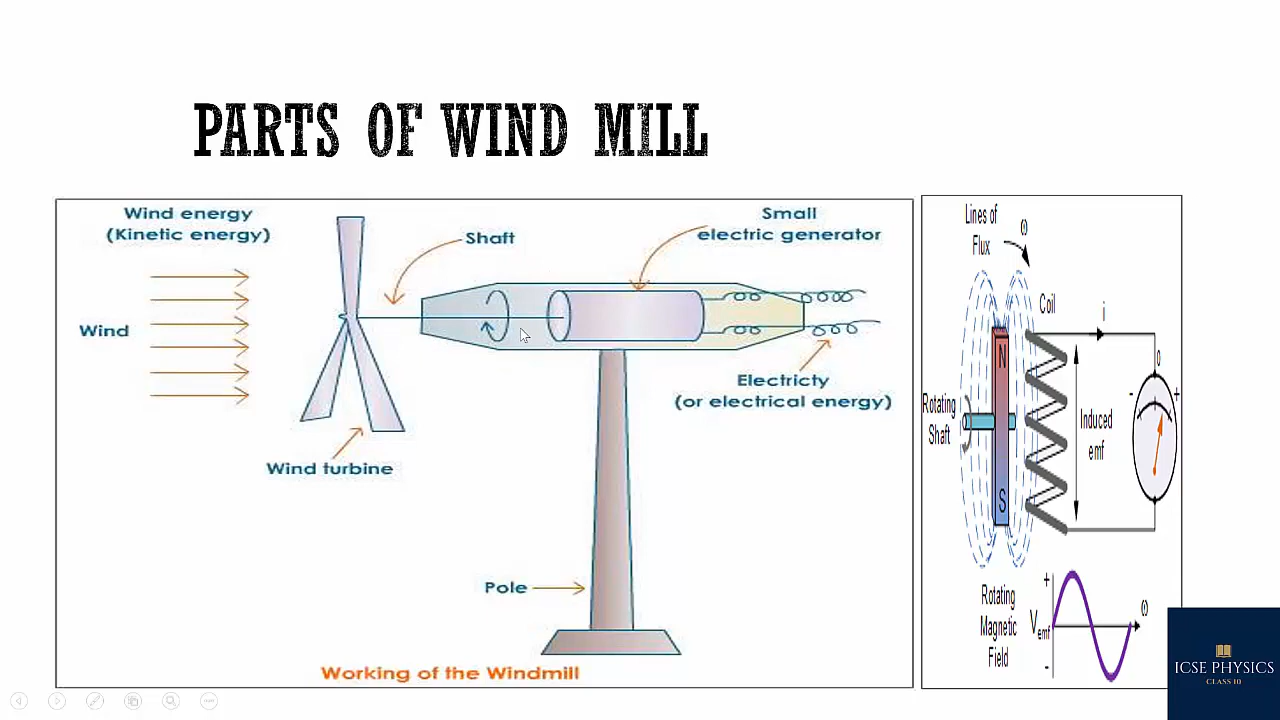 PARTS OF WIND MILL
Wind energy
(Kinetic energy)
Wind
Shaft
Small
electric generator
Electricty
(or electrical energy)
Wind turbine
Pole
Working of the Windmill
Lines of
Flux
ω
Coil
i
0
-
+
N
S
Rotating
Shaft
Induced
emf
Rotating
Magnetic
Field
+
Vemf
-
ω
ICSE PHYSICS
CLASS 10